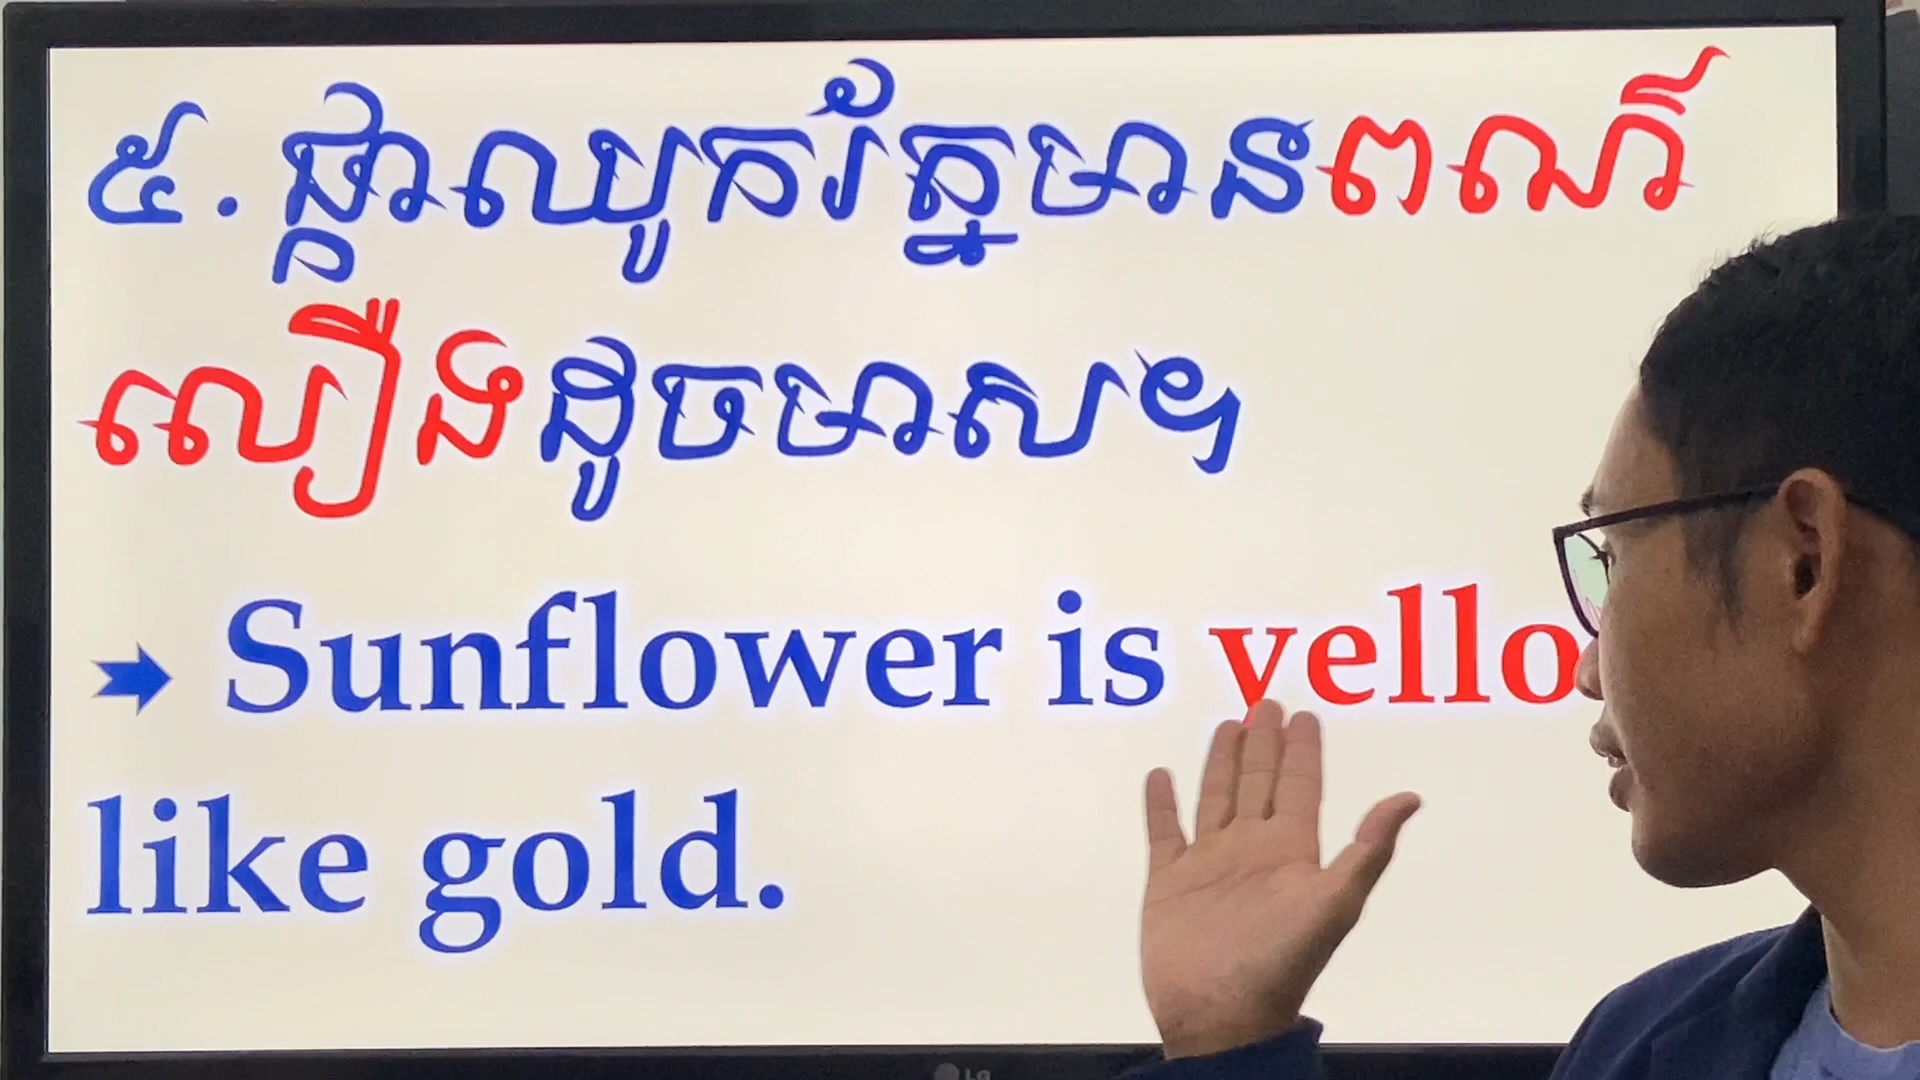 ៥. ផ្កាឈូករ័ត្នមានពណ៌
លឿងដូចមាស។
➡ Sunflower is yello
like gold.
LG